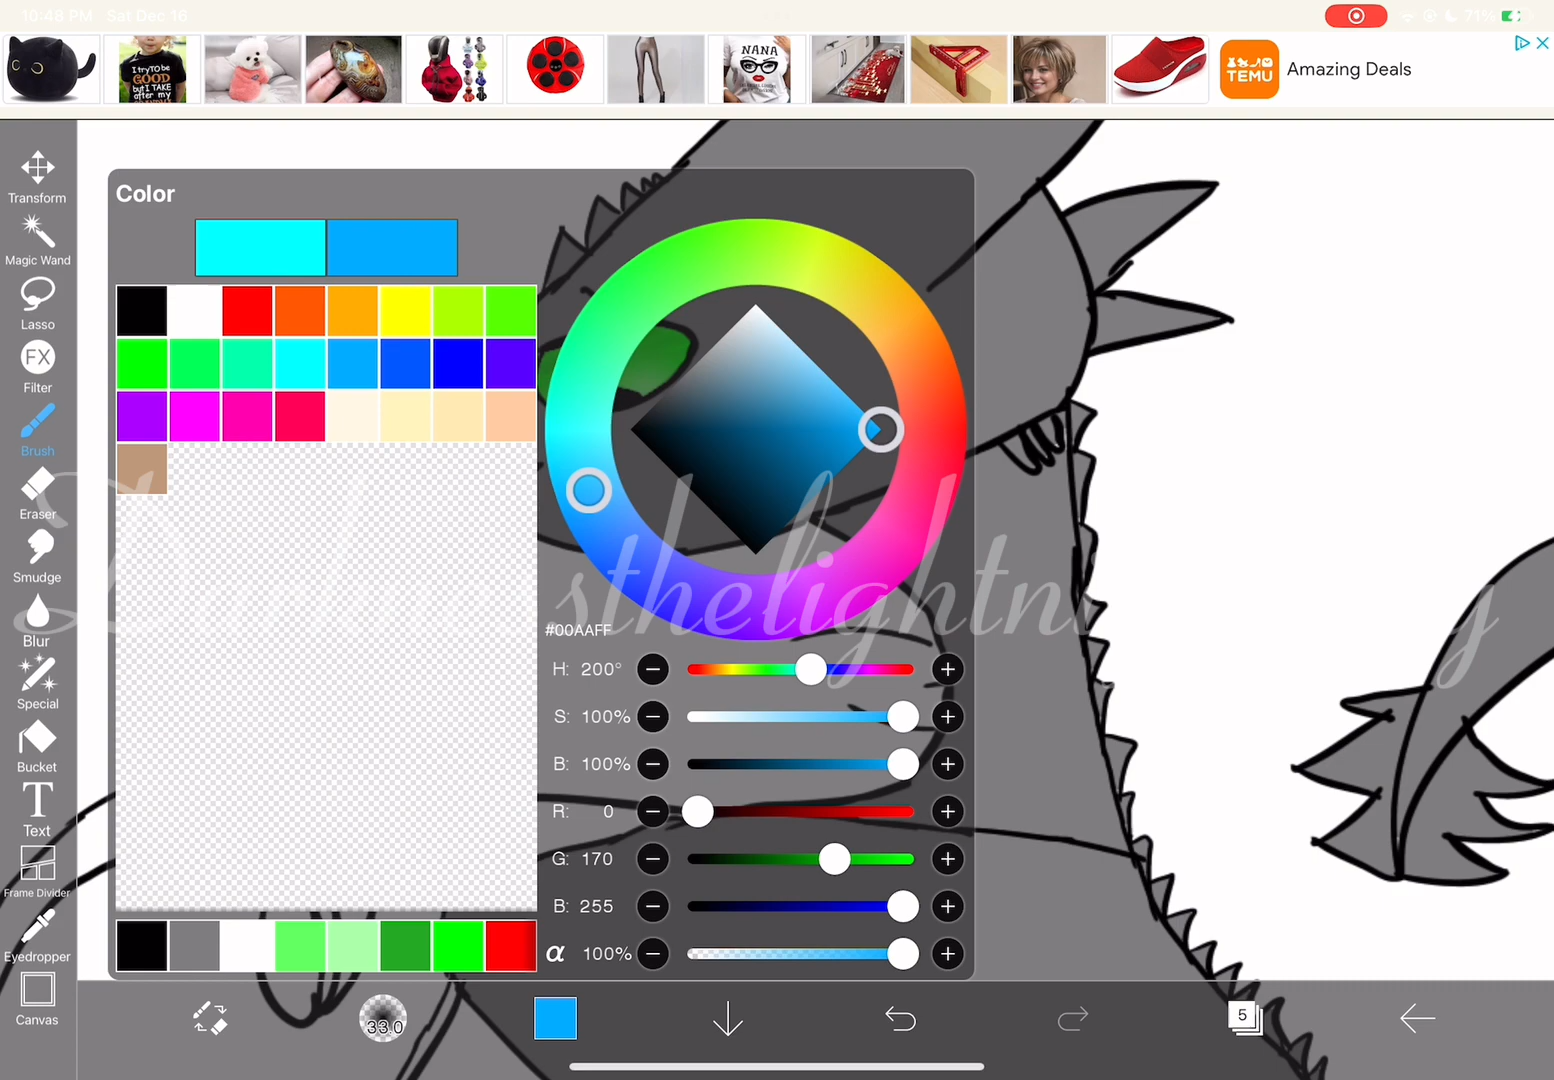 10:48 PM Sat Dec 16
71%
I TRY TO BE
GOOD
but I TAKE
after my
NANA
TEMU
Amazing Deals
Transform
Magic Wand
Lasso
FX
Filter
Brush
Eraser
Smudge
Blur
Special
Bucket
T
Text
Frame Divider
Eyedropper
Canvas
Color
sthelightni
y
#00AAFF
H: 200°
S: 100%
B: 100%
R: 0
G: 170
B: 255
α 100%
33.0
5